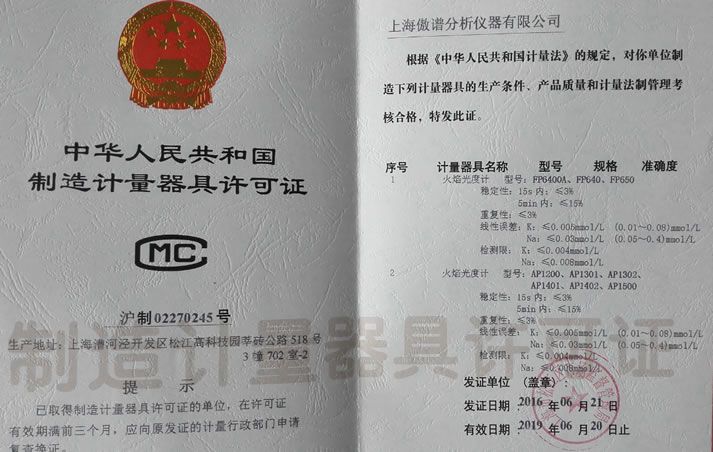 中华人民共和国
制造计量器具许可证
CMC
沪制02270245号
生产地址：上海漕河泾开发区松江高科技园莘砖公路518号
3幢702室-2
制造计量器具许可证
提 示
已取得制造计量器具许可证的单位，在许可证
有效期满前三个月，应向原发证的计量行政部门申请
复查换证。
上海傲谱分析仪器有限公司
根据《中华人民共和国计量法》的规定，对你单位制
造下列计量器具的生产条件、产品质量和计量法制管理考
核合格，特发此证。
序号 计量器具名称 型号 规格 准确度
1 火焰光度计 型号：FP6400A、FP640、FP650
稳定性：15s内：≤3%
5min内：≤15%
重复性：≤3%
线性误差：K：≤0.005mmol/L (0.01～0.08)mmol/L
Na：≤0.03mmol/L (0.05～0.4)mmol/L
检测限：K：≤0.004mmol/L
Na：≤0.008mmol/L
2 火焰光度计 型号：AP1200、AP1301、AP1302、
AP1401、AP1402、AP1500
稳定性：15s内：≤3%
5min内：≤15%
重复性：≤3%
线性误差：K：≤0.005mmol/L (0.01～0.08)mmol/L
Na：≤0.03mmol/L (0.05～0.4)mmol/L
检测限：K：≤0.004mmol/L
Na：≤0.008mmol/L
发证单位 （盖章）：
发证日期：2016年06月21日
有效日期：2019年06月20日止